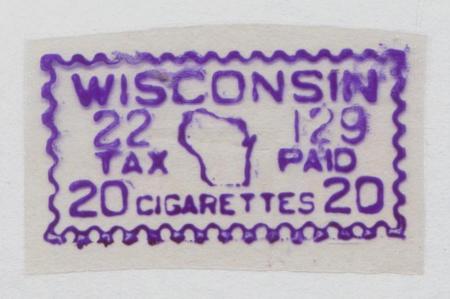 WISCONSIN
22 129
TAX PAID
20 CIGARETTES 20